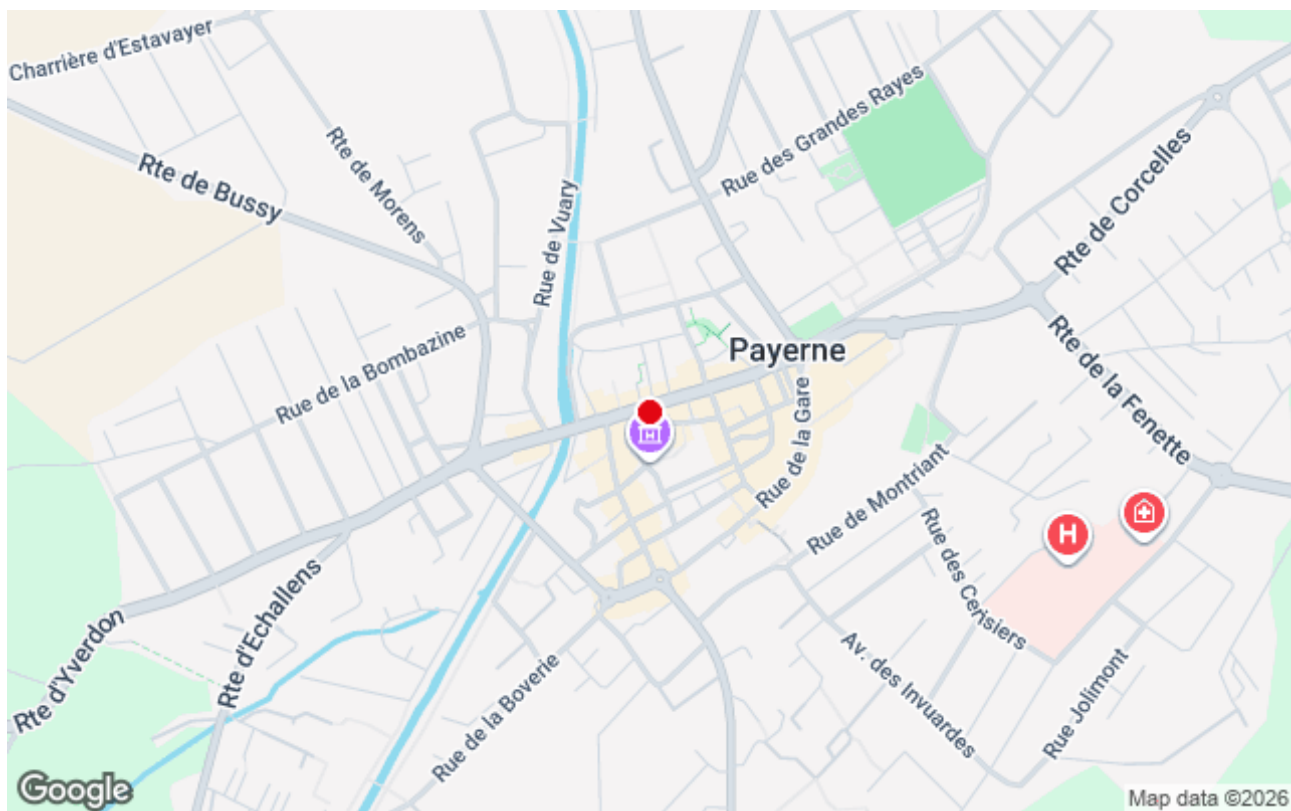 Charrière d'Estavayer
Rte de Bussy
Rte de Morens
Rue de Vuary
Rue des Grandes Rayes
Rte de Corcelles
Rue de la Bombazine
Payerne
Rue de la Gare
Rte de la Fenette
H
Rue de Montriant
Rue des Cerisiers
H
Rte d'Yverdon
Rte d'Echallens
Rue de la Boverie
Av. des Invuardes
Rue Jolimont
Google
Map data ©2026